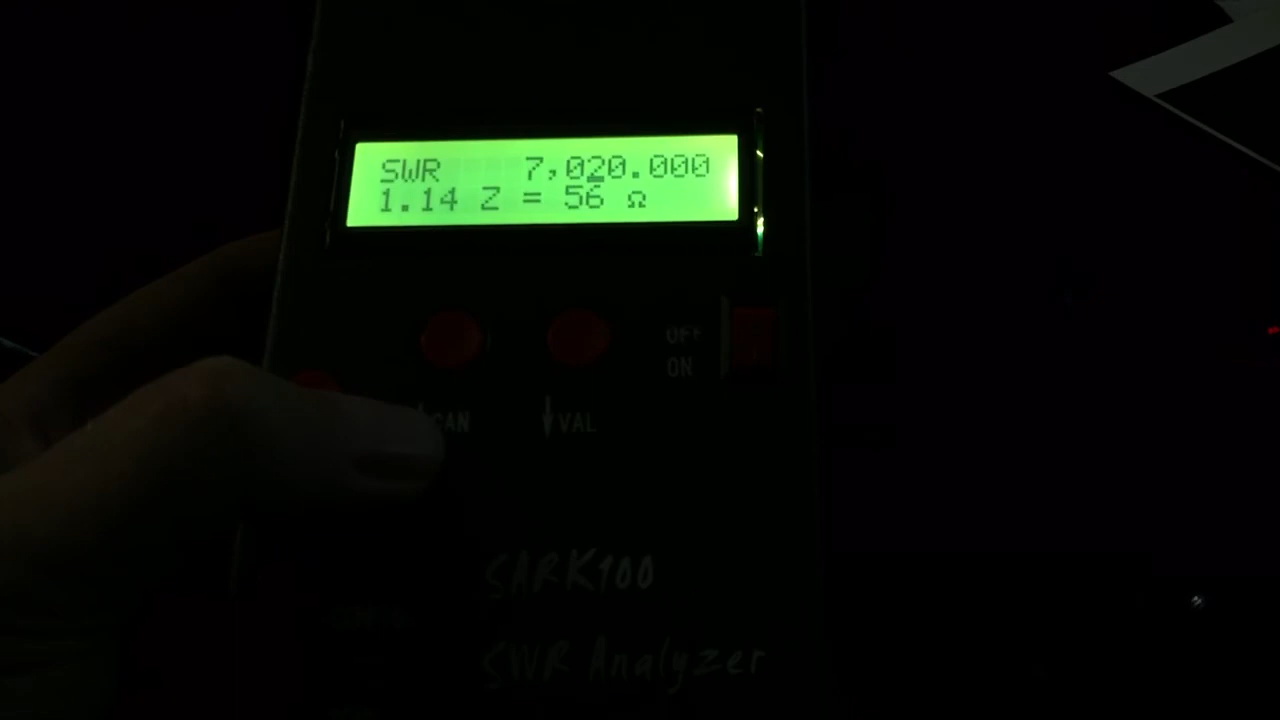 SWR 7,020.000
1.14 Z = 56 Ω
OFF
ON
VAL
SARK100
SWR Analyzer